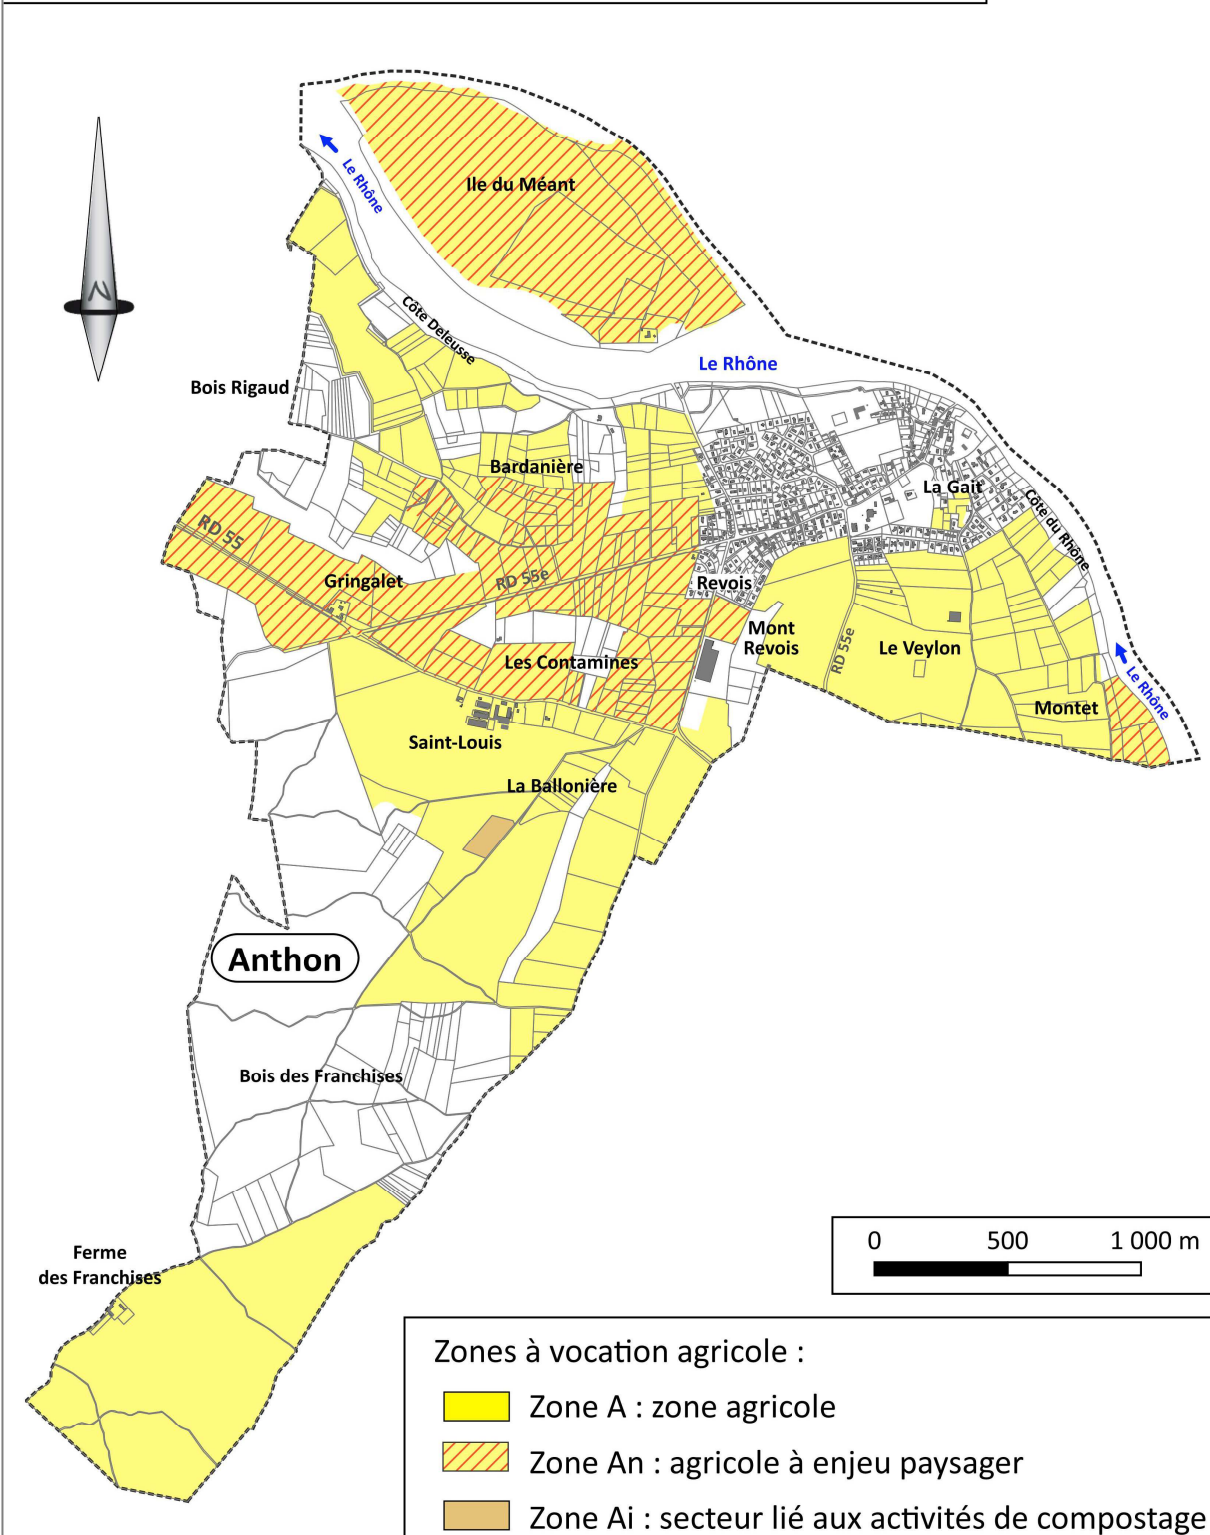 Ile du Méant
Le Rhône
Côte Deleusse
Le Rhône
Bois Rigaud
Bardanière
La Gait
Côte du Rhône
RD 55
Gringalet
RD 55e
Revois
Mont
Revois
RD 55e
Le Veylon
Les Contamines
Le Rhône
Montet
Saint-Louis
La Ballonière
Anthon
Bois des Franchises
Ferme
des Franchises
N
0 500 1 000 m
Zones à vocation agricole :
Zone A : zone agricole
Zone An : agricole à enjeu paysager
Zone Ai : secteur lié aux activités de compostage